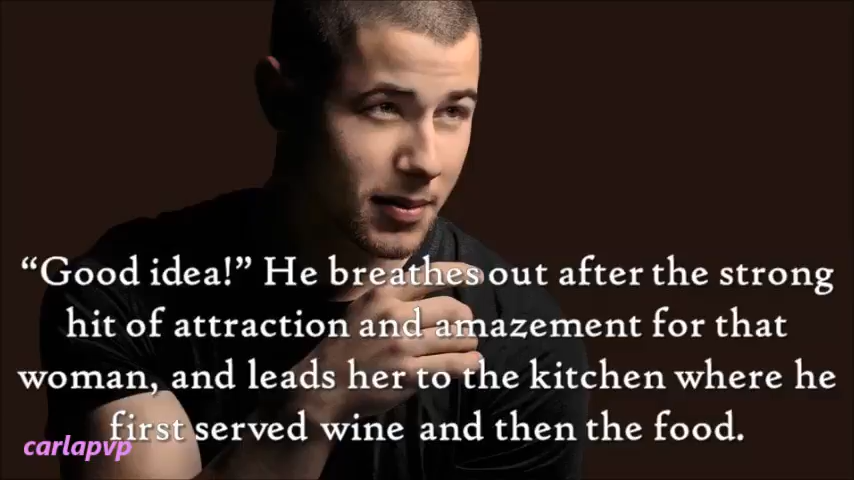 “Good idea!” He breathes out after the strong
hit of attraction and amazement for that
woman, and leads her to the kitchen where he
first served wine and then the food.
carlapvp